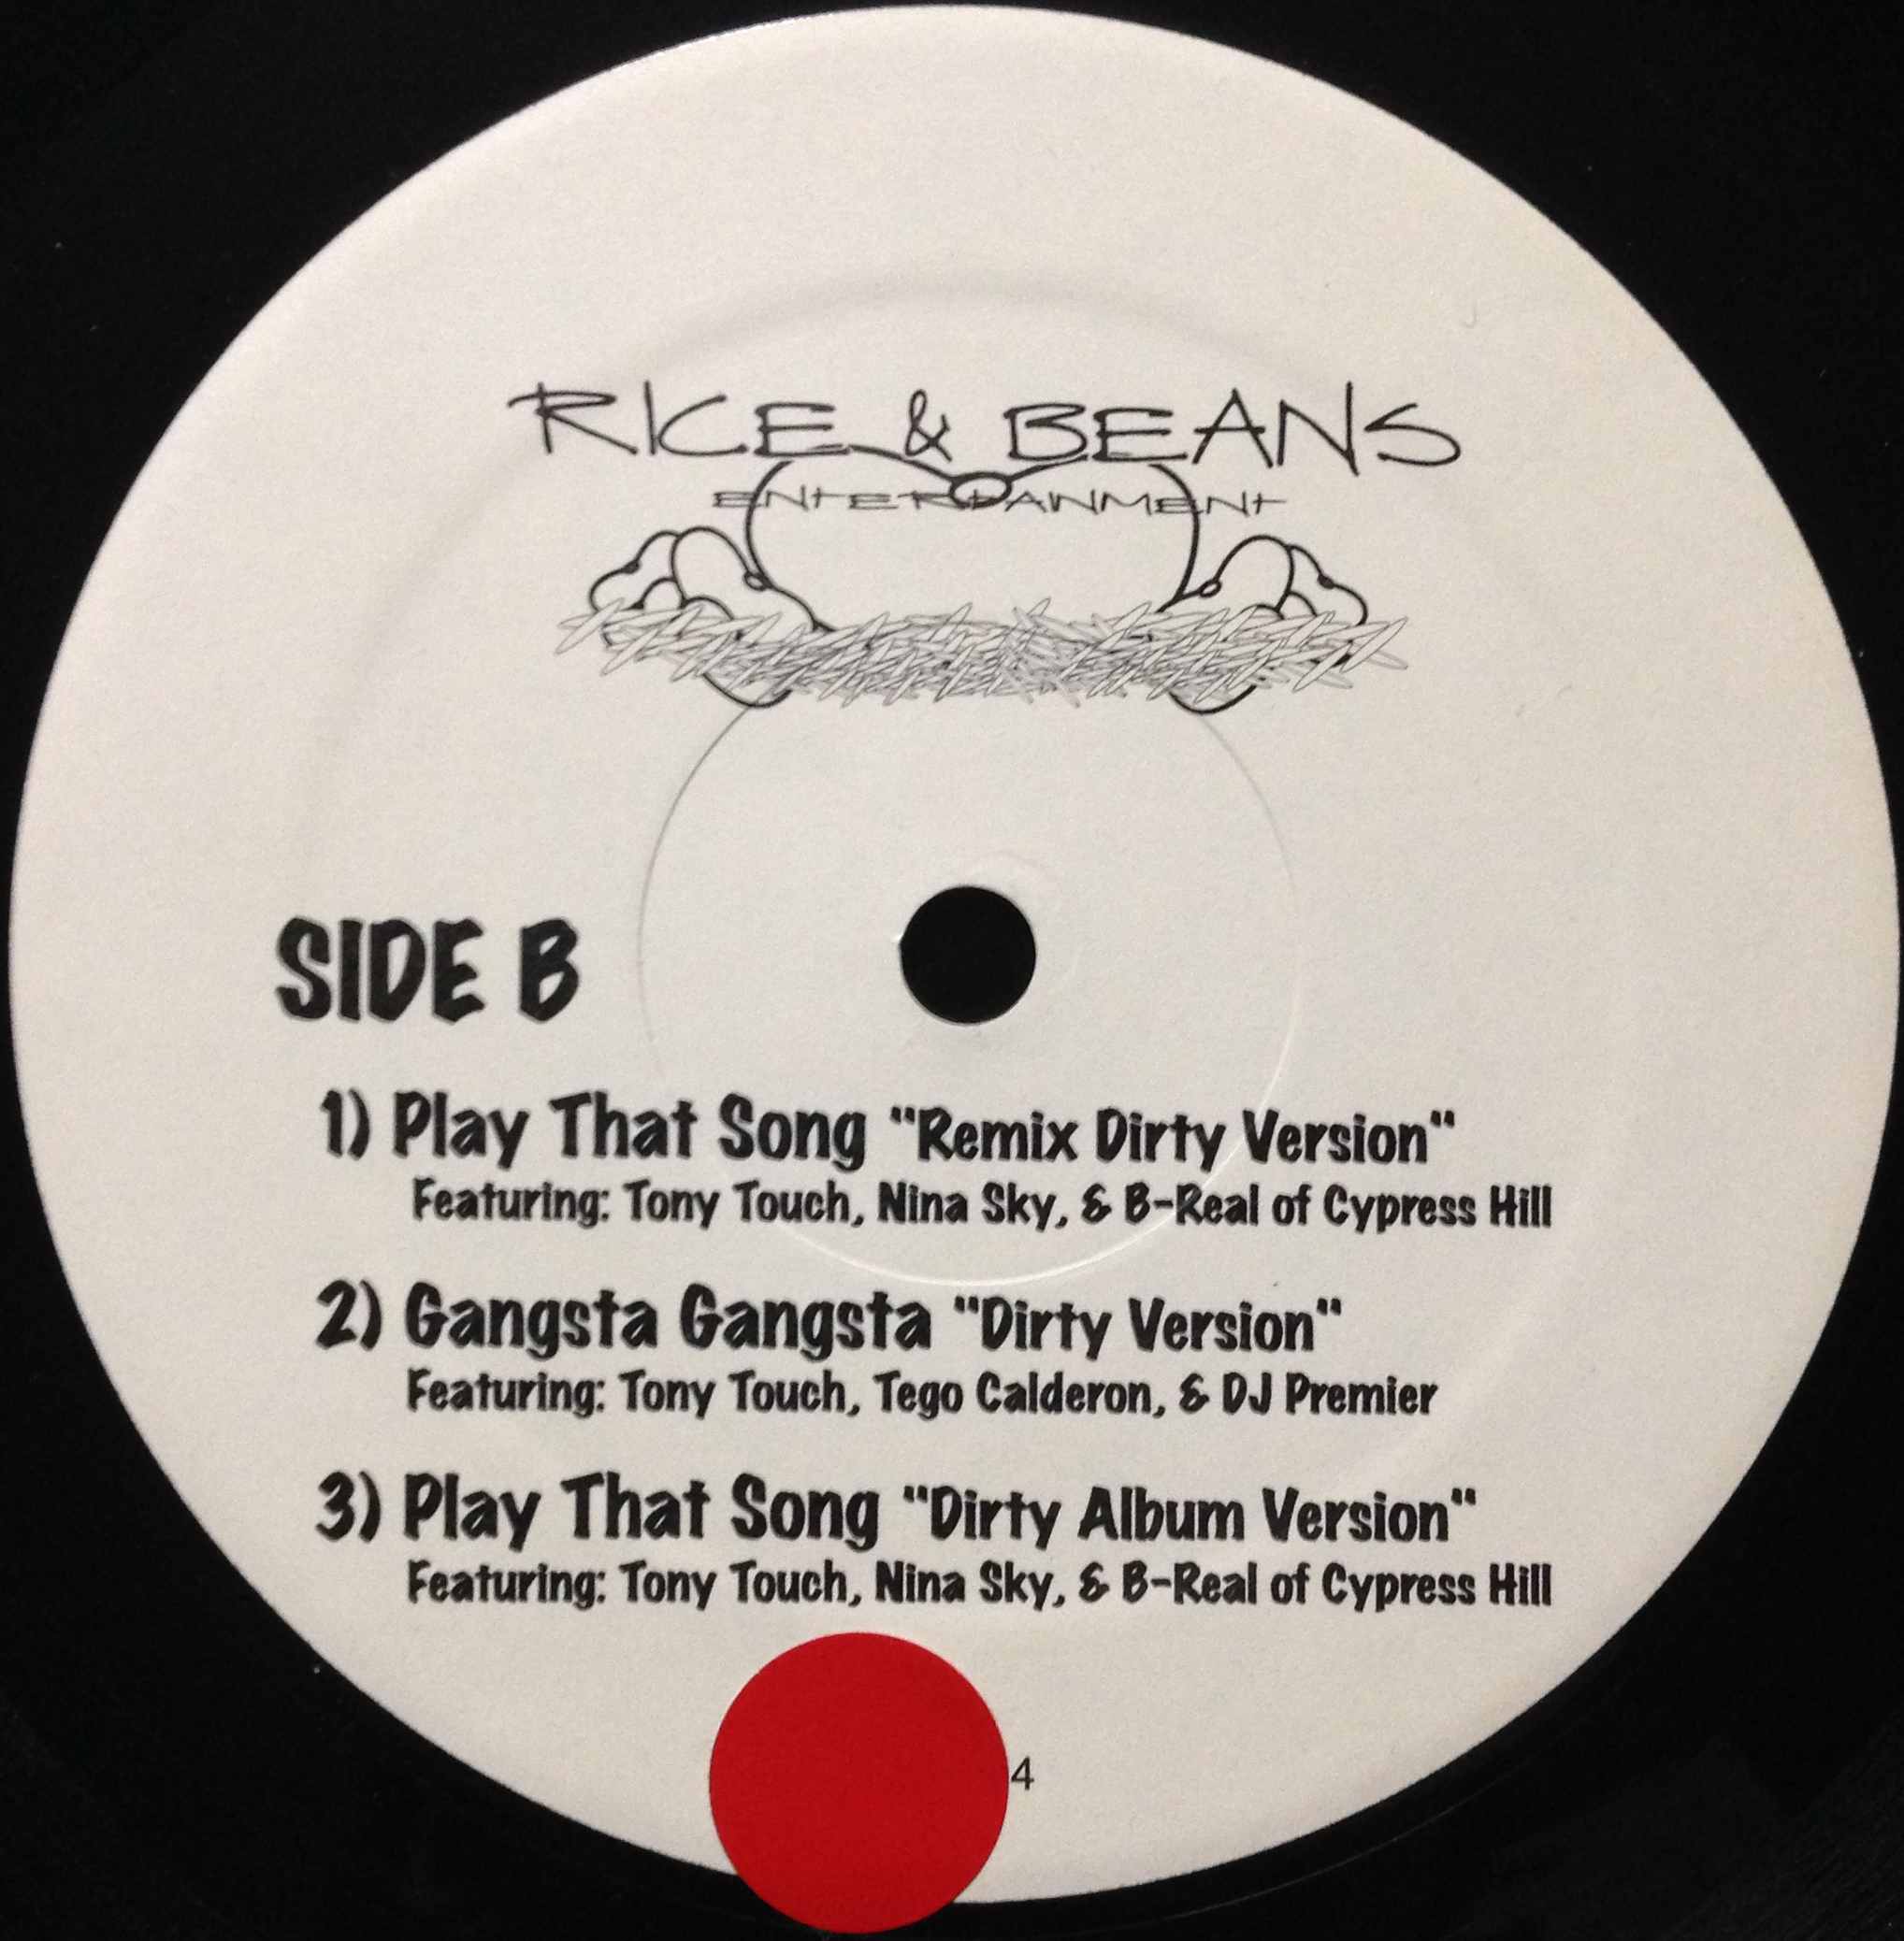 RICE & BEANS
ENTERTAINMENT
SIDE B
1) Play That Song "Remix Dirty Version"
Featuring: Tony Touch, Nina Sky, & B-Real of Cypress Hill
2) Gangsta Gangsta "Dirty Version"
Featuring: Tony Touch, Tego Calderon, & DJ Premier
3) Play That Song "Dirty Album Version"
Featuring: Tony Touch, Nina Sky, & B-Real of Cypress Hill
4